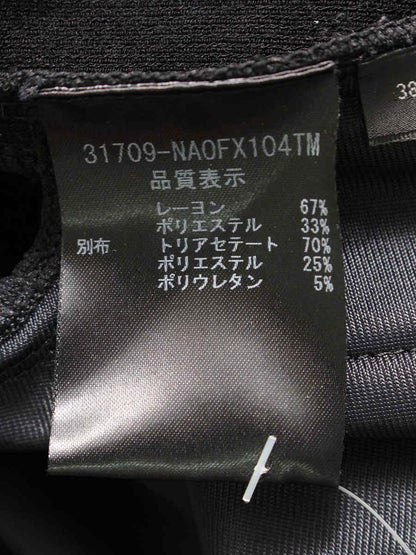 31709-NAOFX104TM
品質表示
レーヨン 67%
ポリエステル 33%
別布 トリアセテート 70%
ポリエステル 25%
ポリウレタン 5%
38